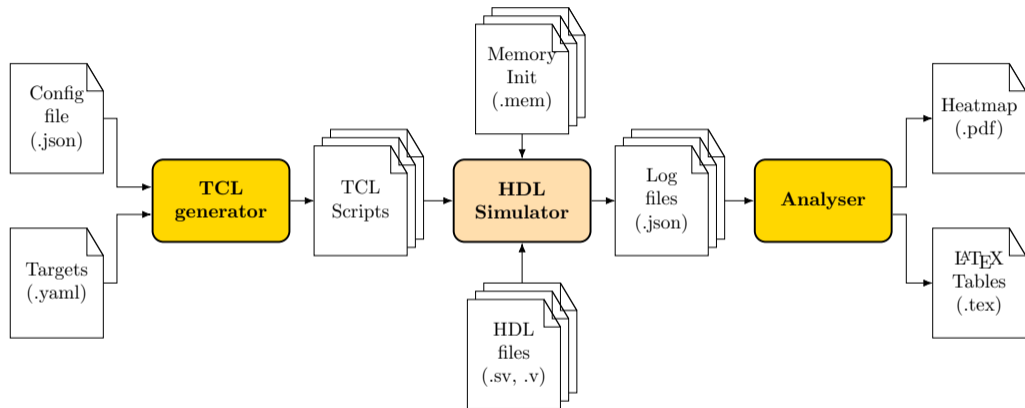 Config
file
(.json)
Targets
(.yaml)
TCL
generator
TCL
Scripts
Memory
Init
(.mem)
HDL
Simulator
HDL
files
(.sv, .v)
Log
files
(.json)
Analyser
Heatmap
(.pdf)
LATEX
Tables
(.tex)